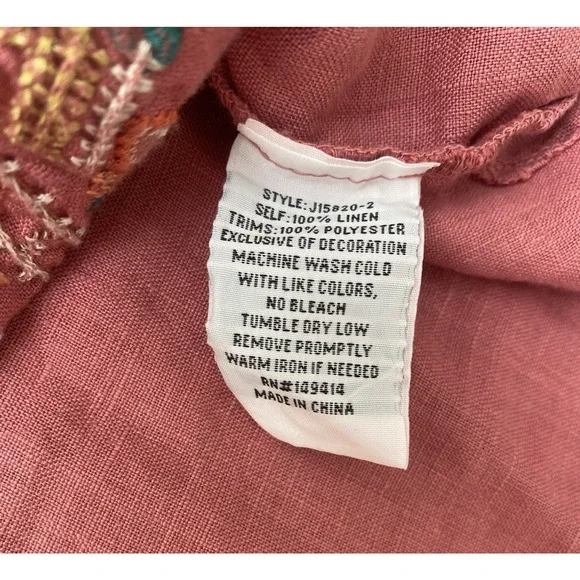 STYLE: J15820-2
SELF: 100% LINEN
TRIMS: 100% POLYESTER
EXCLUSIVE OF DECORATION
MACHINE WASH COLD
WITH LIKE COLORS,
NO BLEACH
TUMBLE DRY LOW
REMOVE PROMPTLY
WARM IRON IF NEEDED
RN#149414
MADE IN CHINA